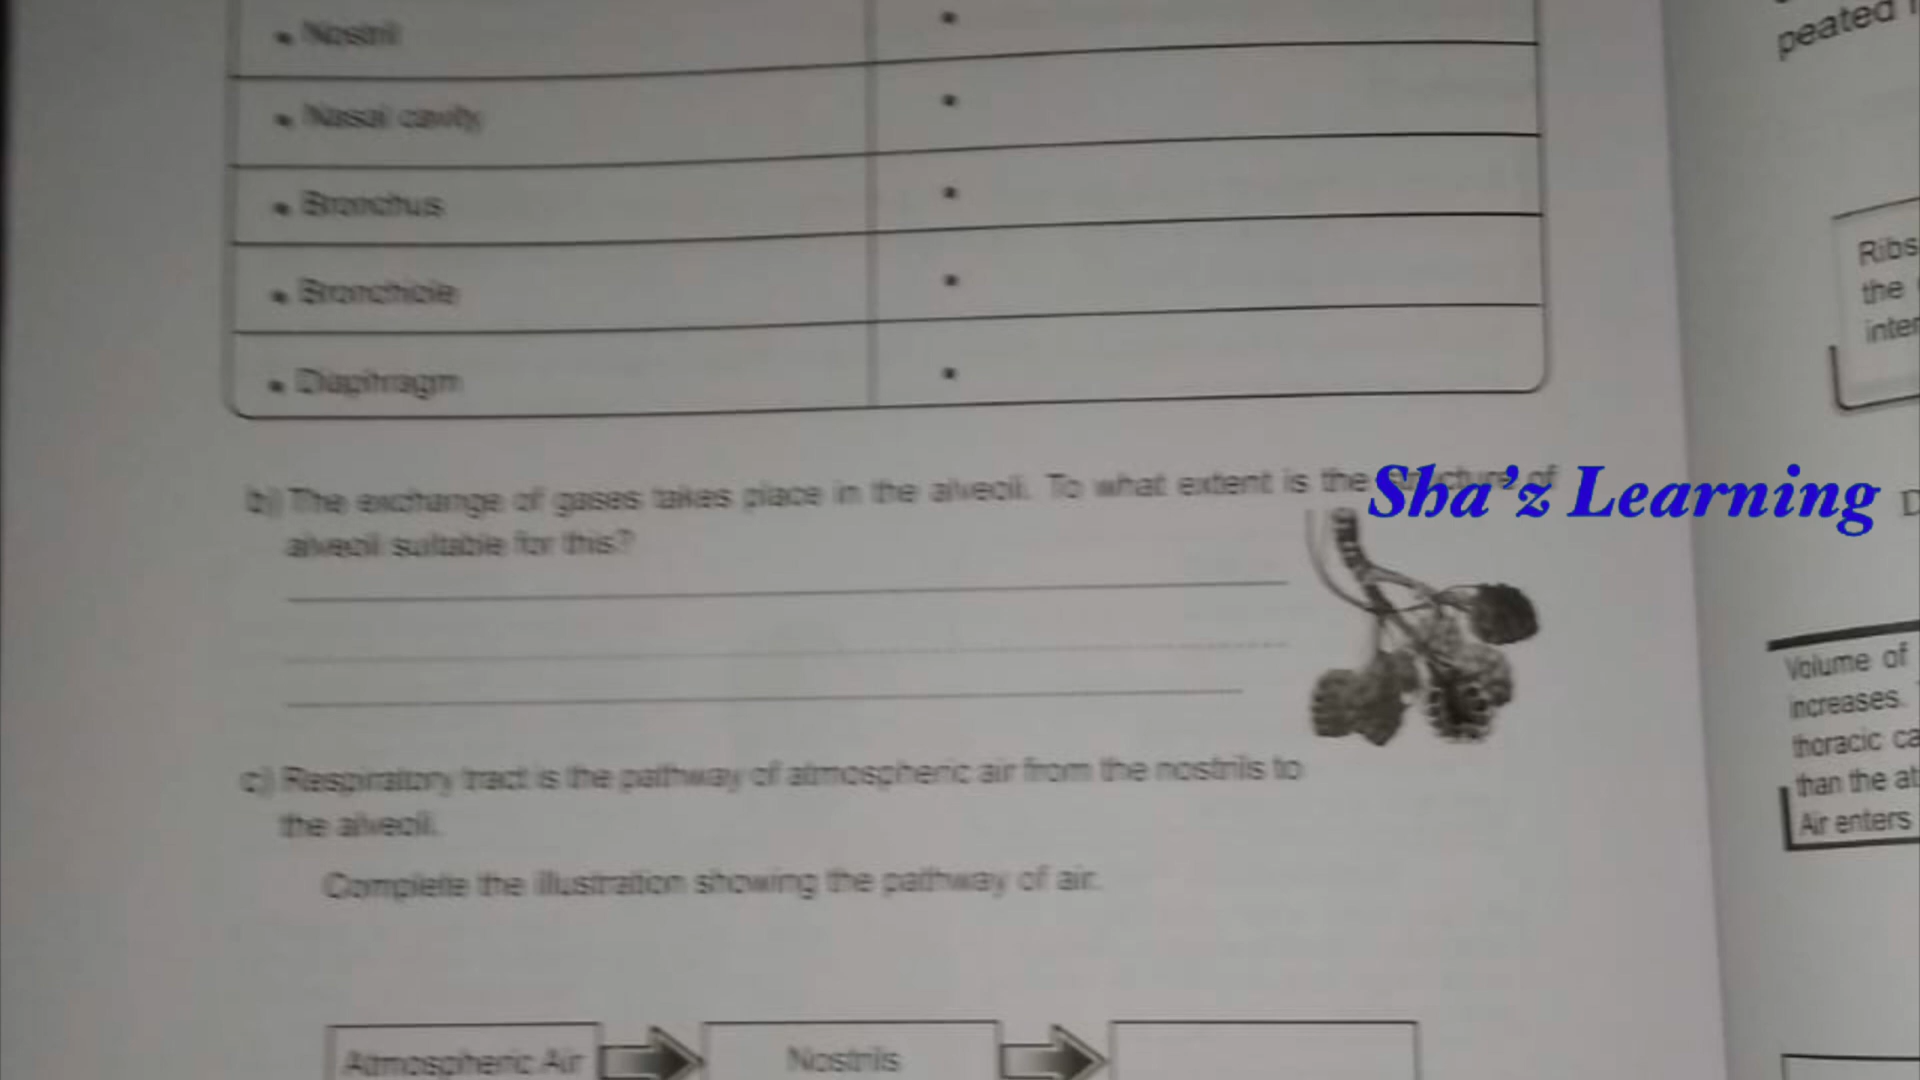 • Nostril •
• Nasal cavity •
• Bronchus •
• Bronchiole •
• Diaphragm •
b) The exchange of gases takes place in the alveoli. To what extent is the structure of
alveoli suitable for this?
c) Respiratory tract is the pathway of atmospheric air from the nostrils to
the alveoli.
Complete the illustration showing the pathway of air.
Atmospheric Air
Nostrils
Sha'z Learning
peated
Ribs
the
inter
D
Volume of
increases.
thoracic ca
than the at
Air enters